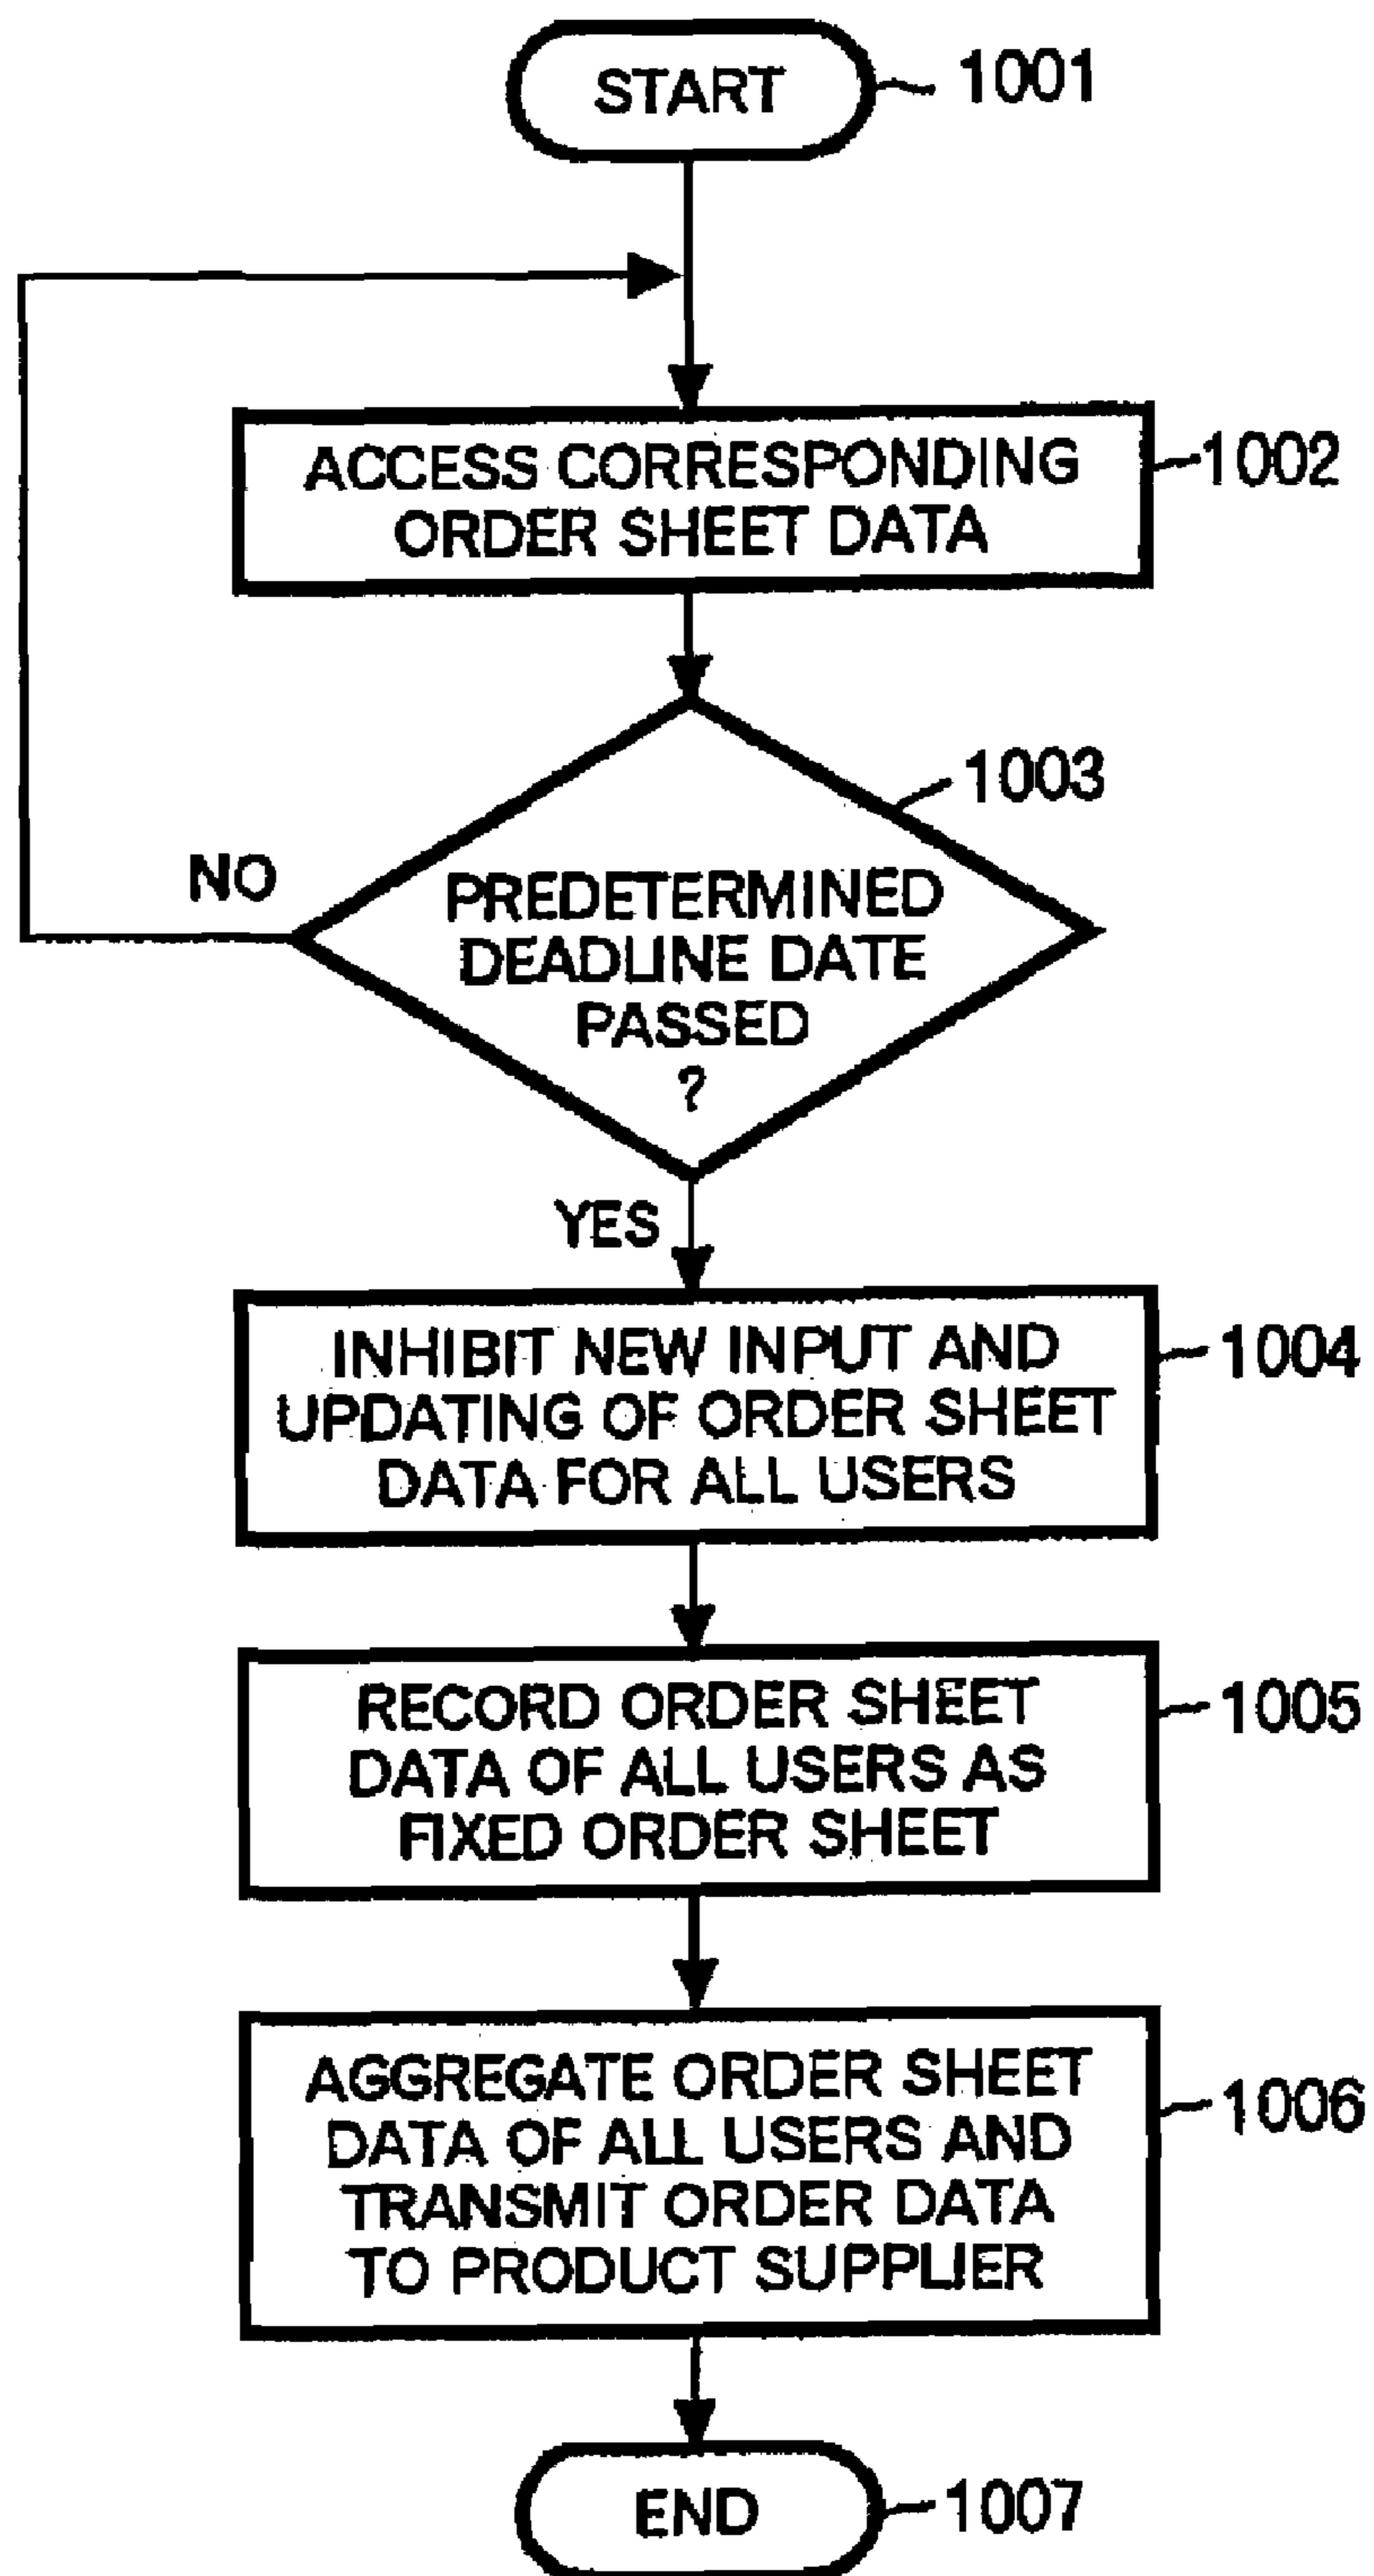 START
1001
ACCESS CORRESPONDING
ORDER SHEET DATA
1002
1003
NO
PREDETERMINED
DEADLINE DATE
PASSED
?
YES
INHIBIT NEW INPUT AND
UPDATING OF ORDER SHEET
DATA FOR ALL USERS
1004
RECORD ORDER SHEET
DATA OF ALL USERS AS
FIXED ORDER SHEET
1005
AGGREGATE ORDER SHEET
DATA OF ALL USERS AND
TRANSMIT ORDER DATA
TO PRODUCT SUPPLIER
1006
END
1007